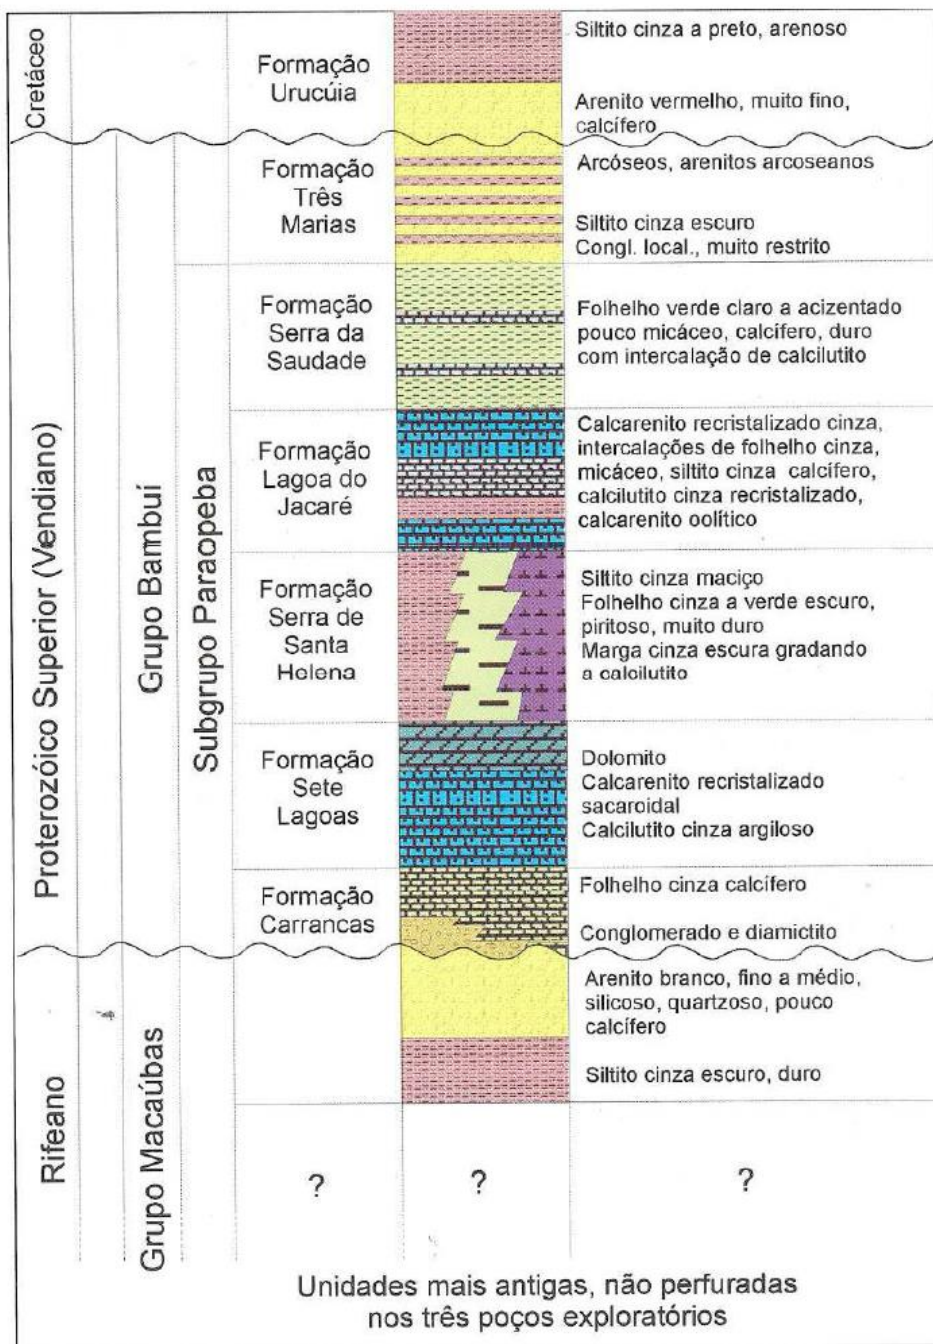 Cretáceo
Formação
Urucúia
Siltito cinza a preto, arenoso
Arenito vermelho, muito fino,
calcífero
Proterozóico Superior (Vendiano)
Grupo Bambuí
Formação
Três
Marias
Arcóseos, arenitos arcoseanos
Siltito cinza escuro
Congl. local., muito restrito
Subgrupo Paraopeba
Formação
Serra da
Saudade
Folhelho verde claro a acizentado
pouco micáceo, calcífero, duro
com intercalação de calcilutito
Formação
Lagoa do
Jacaré
Calcarenito recristalizado cinza,
intercalações de folhelho cinza,
micáceo, siltito cinza calcífero,
calcilutito cinza recristalizado,
calcarenito oolítico
Formação
Serra de
Santa
Helena
Siltito cinza maciço
Folhelho cinza a verde escuro,
piritoso, muito duro
Marga cinza escura gradando
a calcilutito
Formação
Sete
Lagoas
Dolomito
Calcarenito recristalizado
sacaroidal
Calcilutito cinza argiloso
Formação
Carrancas
Folhelho cinza calcífero
Conglomerado e diamictito
Rifeano
Grupo Macaúbas
Arenito branco, fino a médio,
silicoso, quartzoso, pouco
calcífero
Siltito cinza escuro, duro
?
?
?
Unidades mais antigas, não perfuradas
nos três poços exploratórios